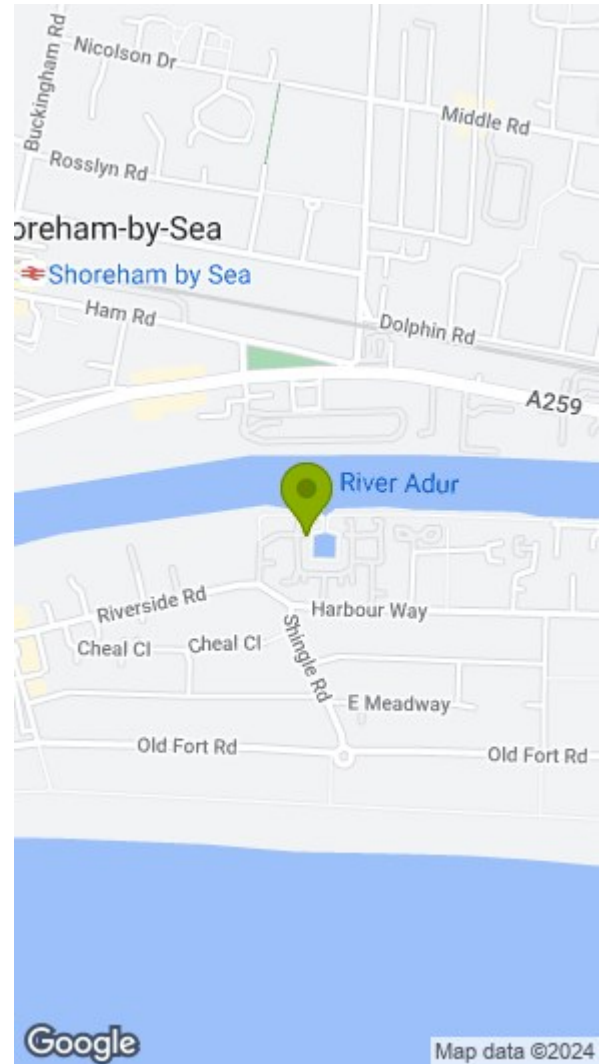 Nicolson Dr
Buckingham Rd
Middle Rd
Rosslyn Rd
oreham-by-Sea
Shoreham by Sea
Ham Rd
Dolphin Rd
A259
River Adur
Riverside Rd
Harbour Way
Cheal Cl
Cheal Cl
Shingle Rd
E Meadway
Old Fort Rd
Old Fort Rd
Google
Map data ©2024